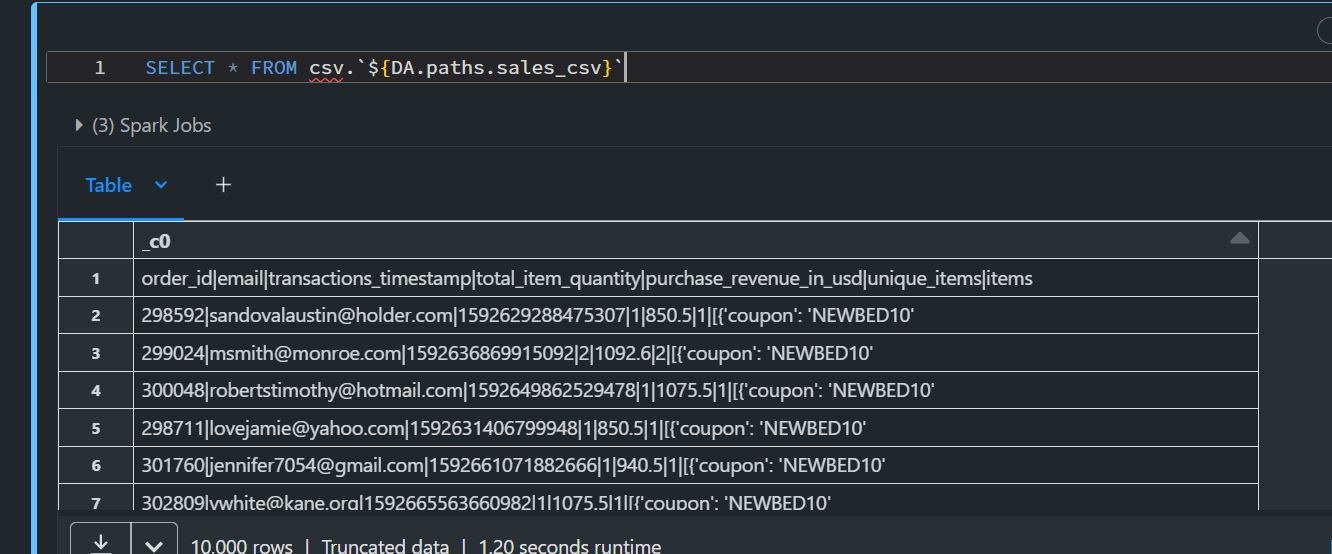 1 SELECT * FROM csv.`${DA.paths.sales_csv}`
(3) Spark Jobs
Table +
_c0
1 order_id|email|transactions_timestamp|total_item_quantity|purchase_revenue_in_usd|unique_items|items
2 298592|sandovalaustin@holder.com|1592629288475307|1|850.5|1|[{'coupon': 'NEWBED10'
3 299024|msmith@monroe.com|1592636869915092|2|1092.6|2|[{'coupon': 'NEWBED10'
4 300048|robertstimothy@hotmail.com|1592649862529478|1|1075.5|1|[{'coupon': 'NEWBED10'
5 298711|lovejamie@yahoo.com|1592631406799948|1|850.5|1|[{'coupon': 'NEWBED10'
6 301760|jennifer7054@gmail.com|1592661071882666|1|940.5|1|[{'coupon': 'NEWBED10'
7 302809|vwhite@kane.org|1592665563660982|1|1075.5|1|[{'coupon': 'NEWBED10'
10,000 rows | Truncated data | 1.20 seconds runtime